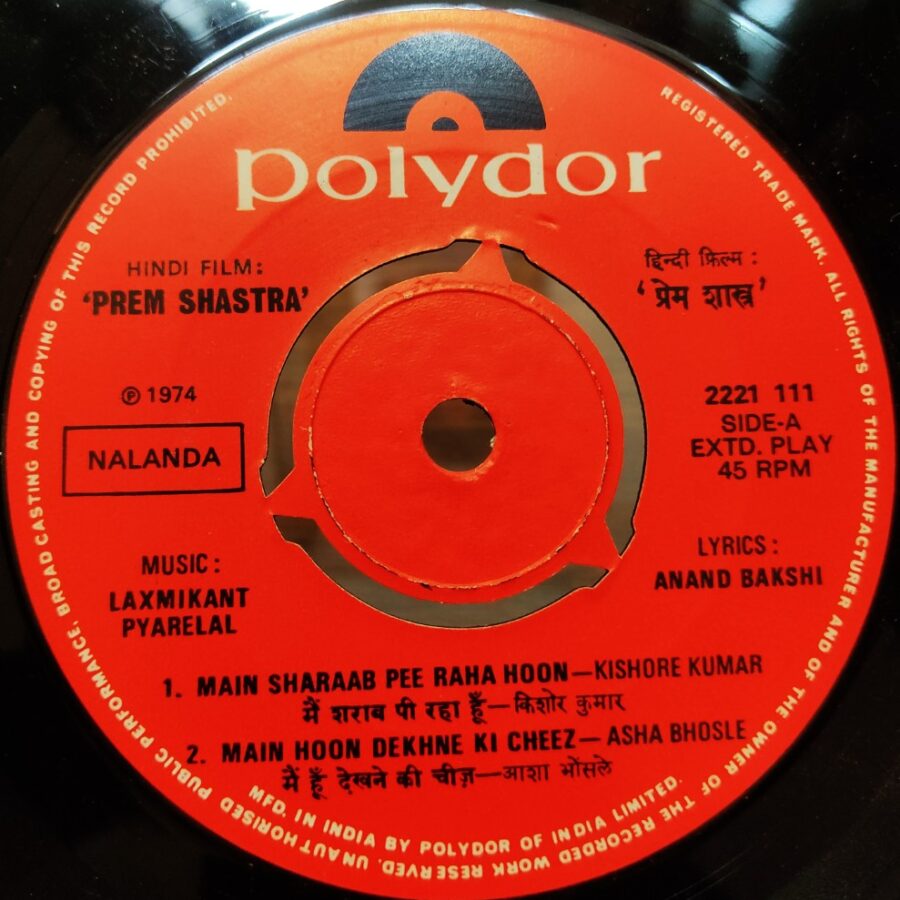 polydor
HINDI FILM:
'PREM SHASTRA'
हिन्दी फ़िल्म :
'प्रेम शास्त्र'
℗ 1974
NALANDA
2221 111
SIDE-A
EXTD. PLAY
45 RPM
MUSIC:
LAXMIKANT
PYARELAL
LYRICS:
ANAND BAKSHI
1. MAIN SHARAAB PEE RAHA HOON—KISHORE KUMAR
मैं शराब पी रहा हूँ—किशोर कुमार
2. MAIN HOON DEKHNE KI CHEEZ—ASHA BHOSLE
मैं हूँ देखने की चीज़—आशा भोंसले
MFD. IN INDIA BY POLYDOR OF INDIA LIMITED.
REGISTERED TRADE MARK. ALL RIGHTS OF THE MANUFACTURER AND OF THE OWNER OF THE RECORDED WORK RESERVED. UNAUTHORISED PUBLIC PERFORMANCE, BROADCASTING AND COPYING OF THIS RECORD PROHIBITED.